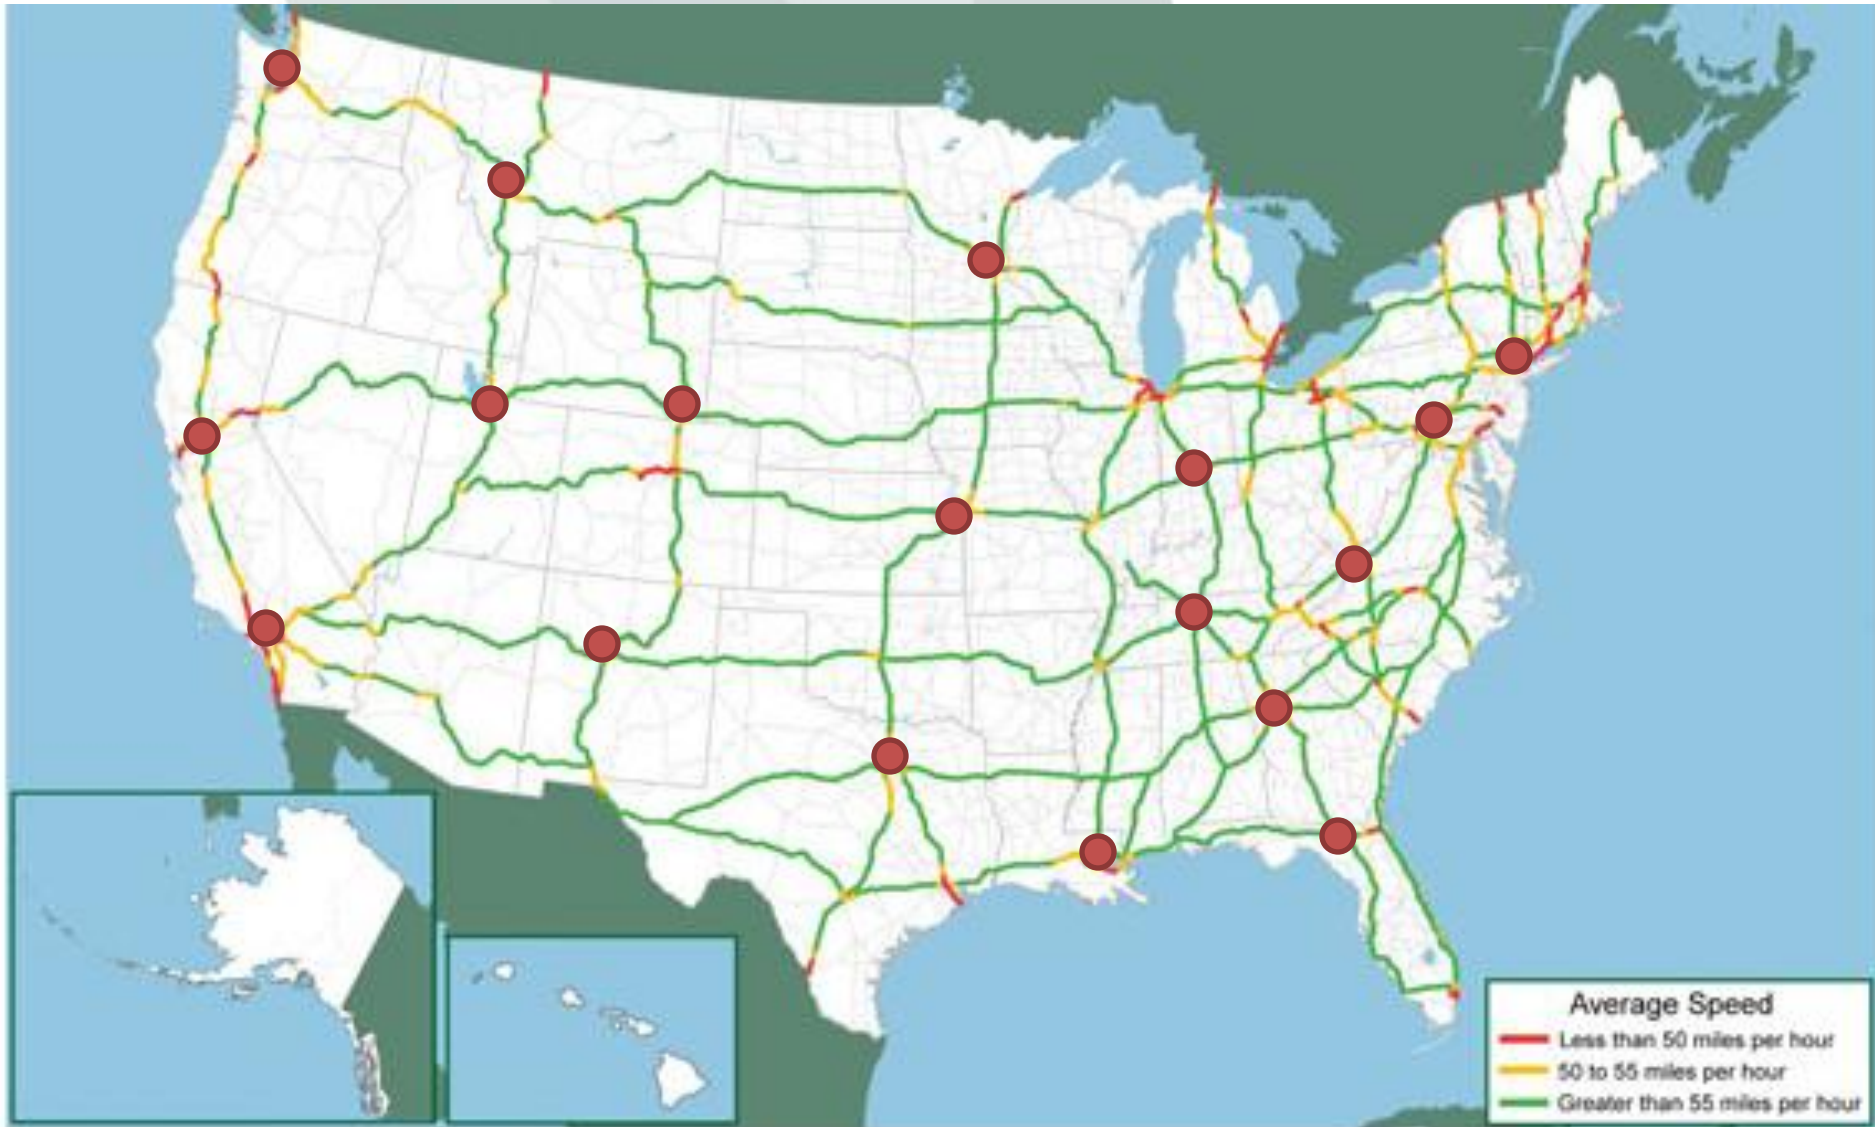 Average Speed
Less than 50 miles per hour
50 to 55 miles per hour
Greater than 55 miles per hour